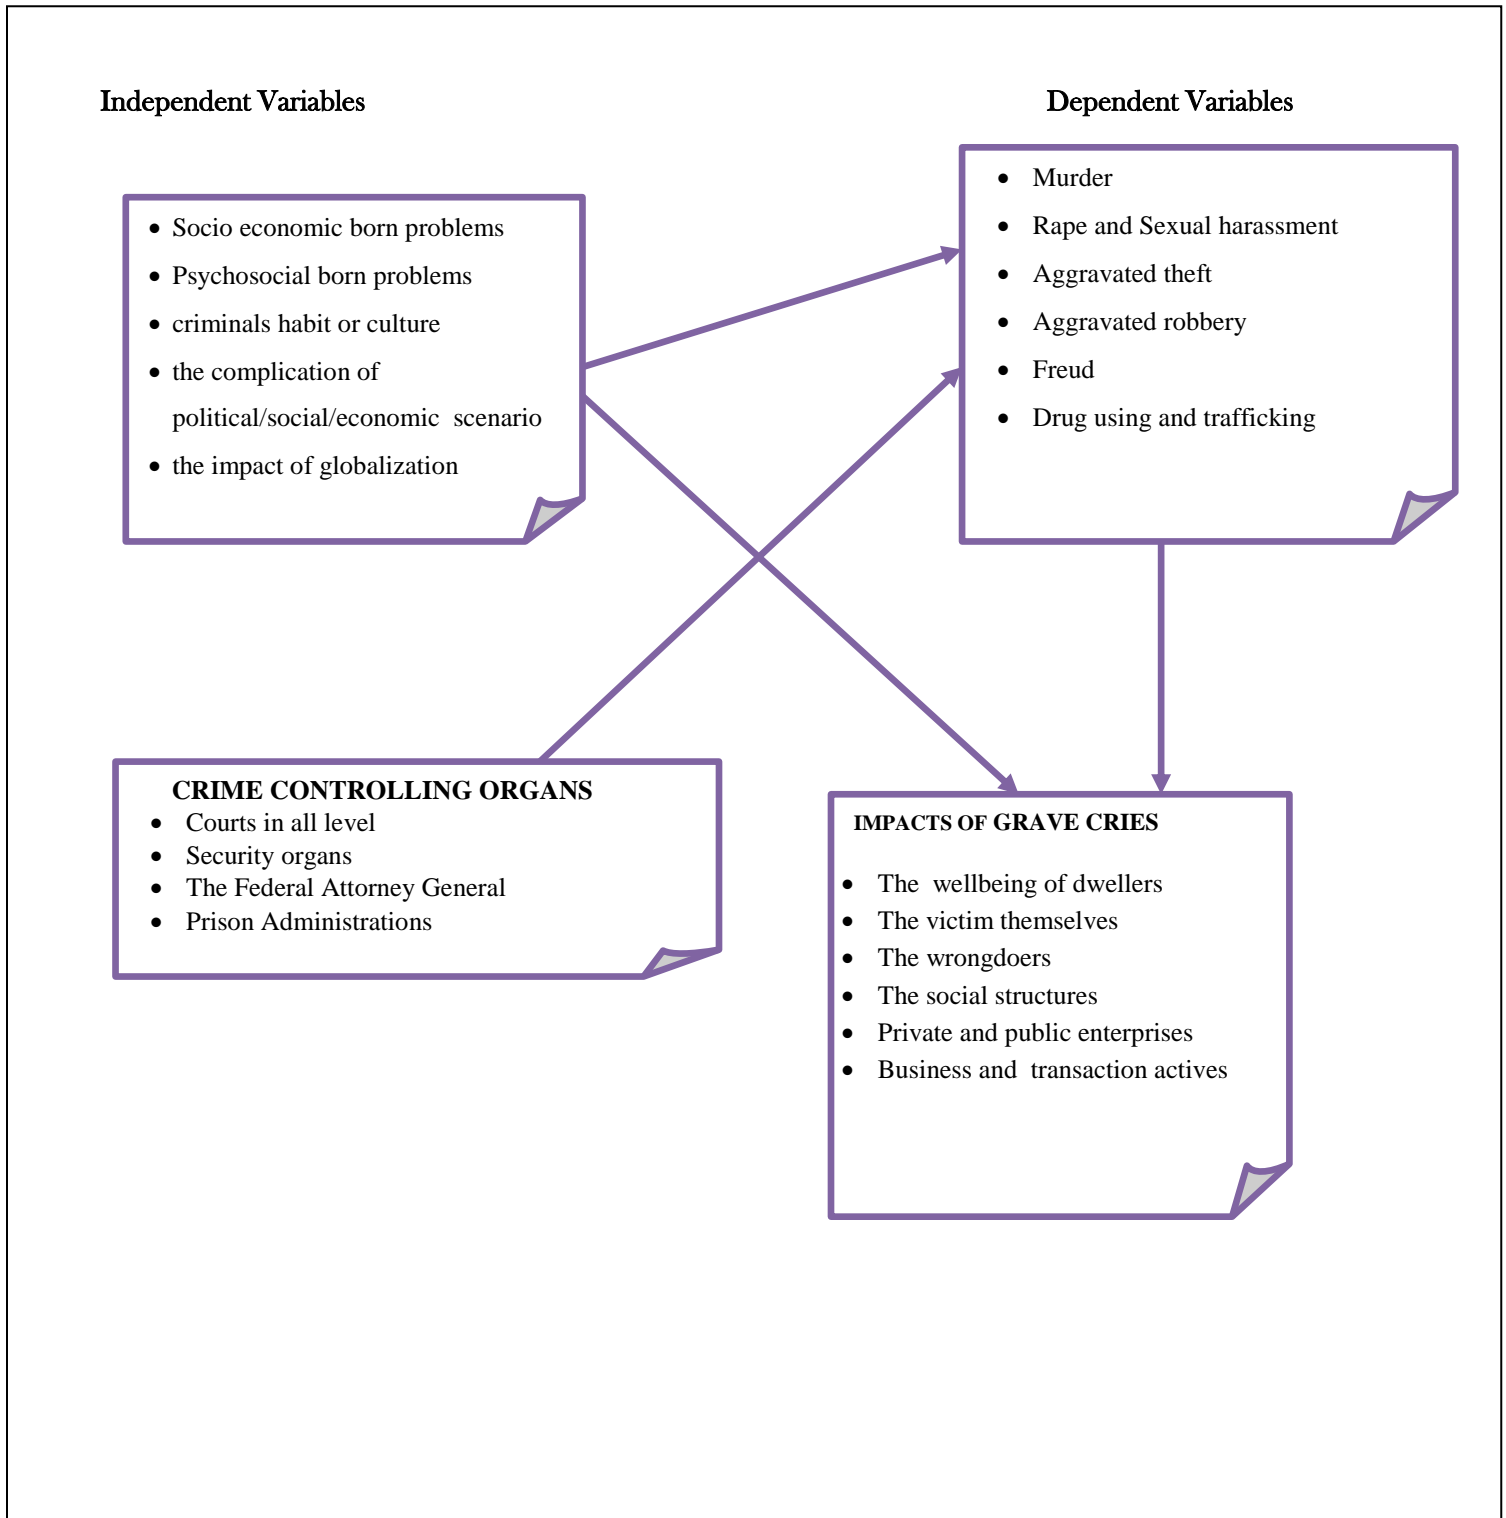 Independent Variables
Dependent Variables
• Socio economic born problems
• Psychosocial born problems
• criminals habit or culture
• the complication of
political/social/economic scenario
• the impact of globalization
• Murder
• Rape and Sexual harassment
• Aggravated theft
• Aggravated robbery
• Freud
• Drug using and trafficking
CRIME CONTROLLING ORGANS
• Courts in all level
• Security organs
• The Federal Attorney General
• Prison Administrations
IMPACTS OF GRAVE CRIES
• The wellbeing of dwellers
• The victim themselves
• The wrongdoers
• The social structures
• Private and public enterprises
• Business and transaction actives